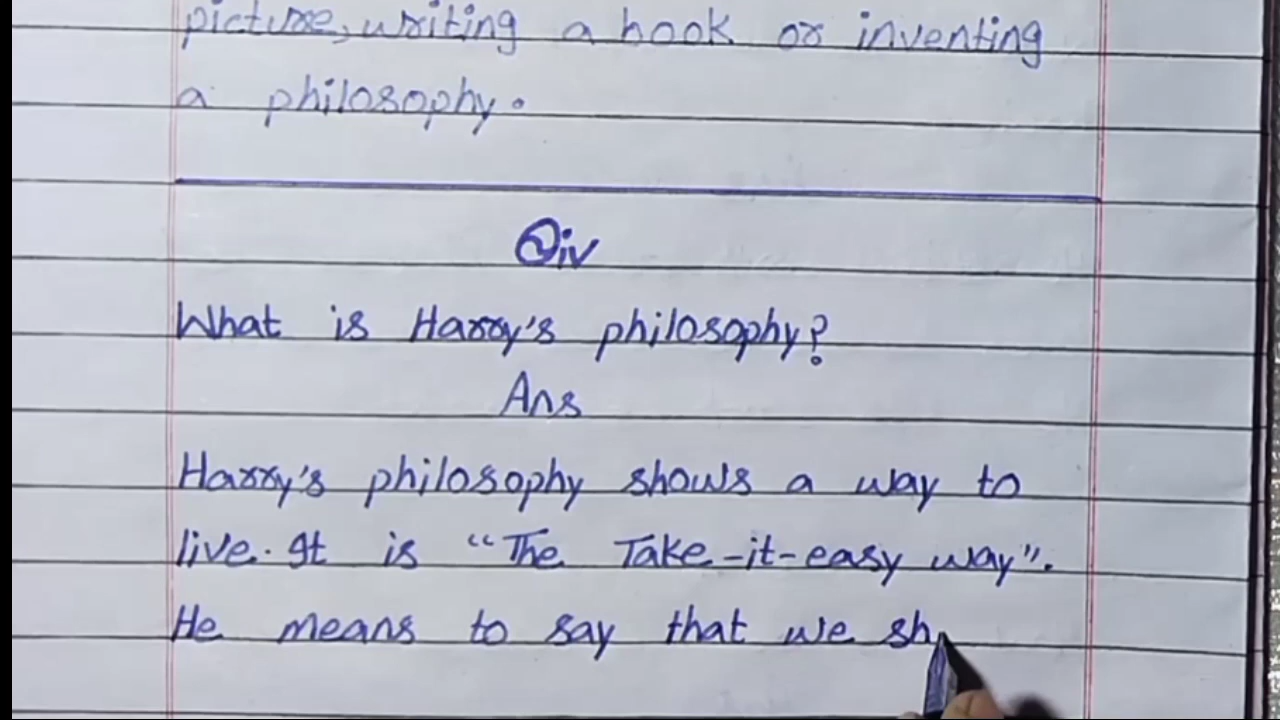 picture, writing a book or inventing
a philosophy.
Qiv
What is Harry's philosophy?
Ans
Harry's philosophy shows a way to
live. It is "The Take-it-easy way".
He means to say that we sh